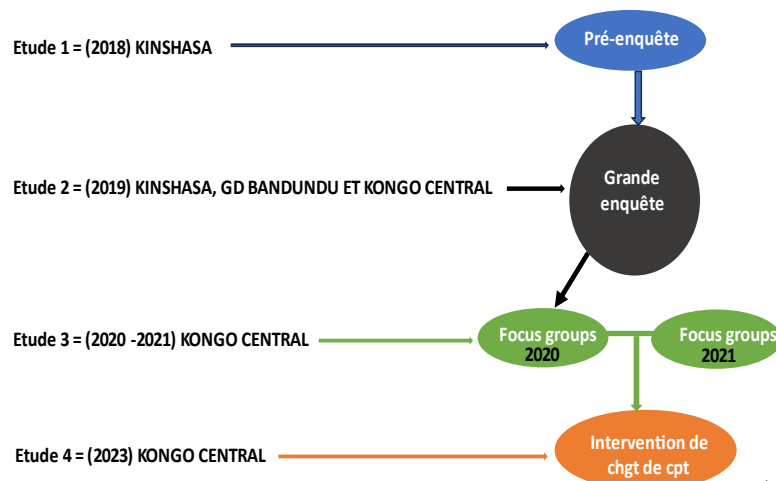 Etude 1 = (2018) KINSHASA
Pré-enquête
Etude 2 = (2019) KINSHASA, GD BANDUNDU ET KONGO CENTRAL
Grande
enquête
Etude 3 = (2020 -2021) KONGO CENTRAL
Focus groups
2020
Focus groups
2021
Etude 4 = (2023) KONGO CENTRAL
Intervention de
chgt de cpt